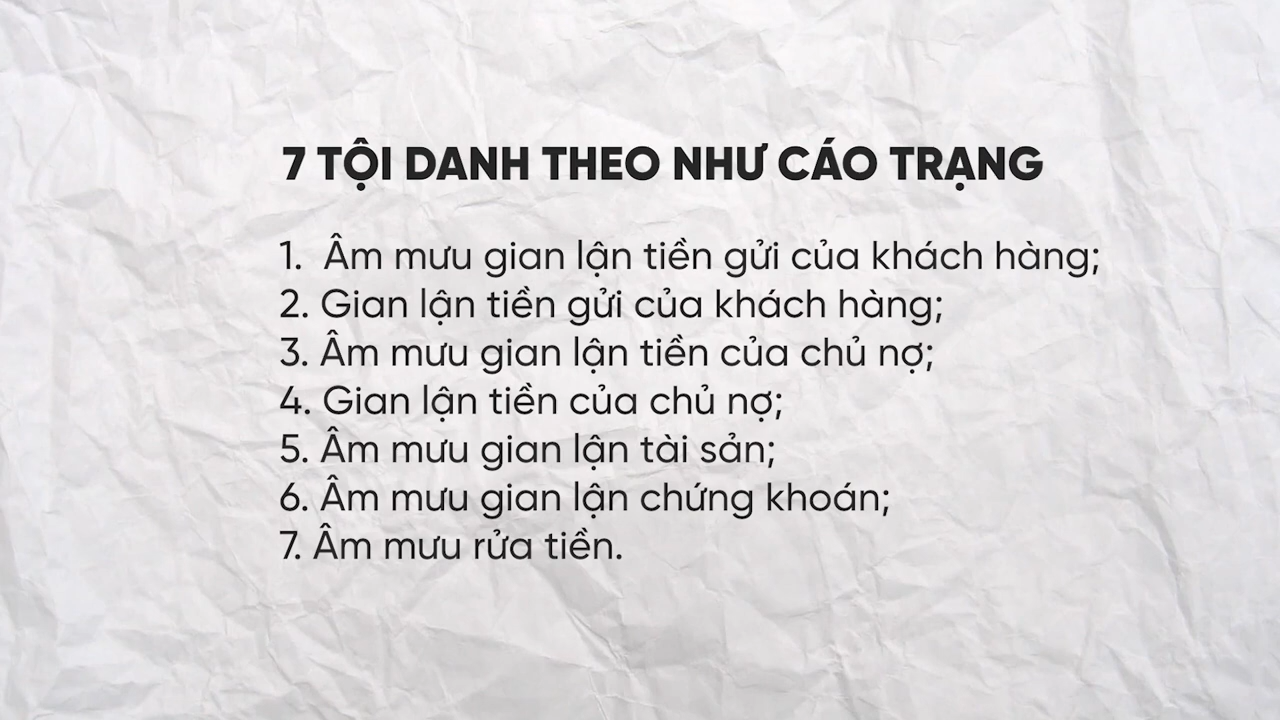 7 TỘI DANH THEO NHƯ CÁO TRẠNG
1. Âm mưu gian lận tiền gửi của khách hàng;
2. Gian lận tiền gửi của khách hàng;
3. Âm mưu gian lận tiền của chủ nợ;
4. Gian lận tiền của chủ nợ;
5. Âm mưu gian lận tài sản;
6. Âm mưu gian lận chứng khoán;
7. Âm mưu rửa tiền.